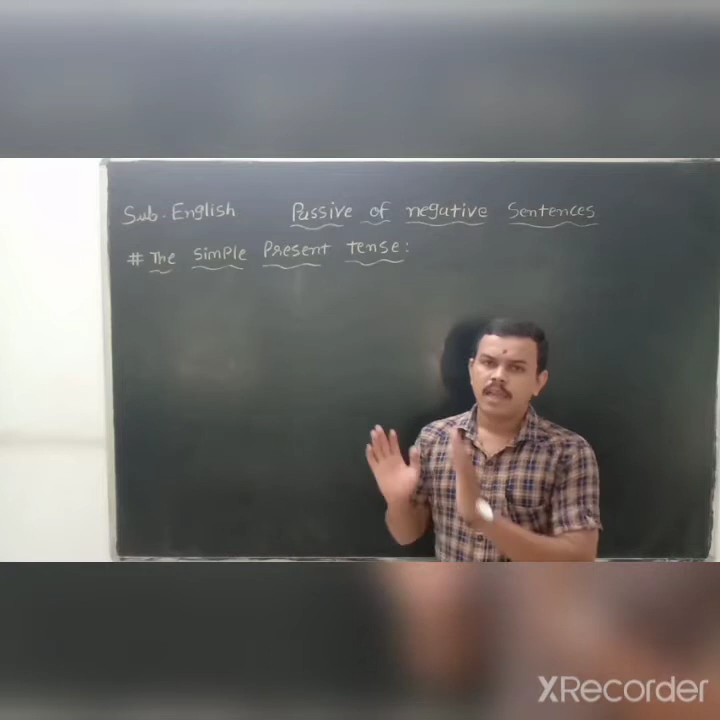 Sub. English Passive of negative Sentences
# The Simple Present tense:
XRecorder